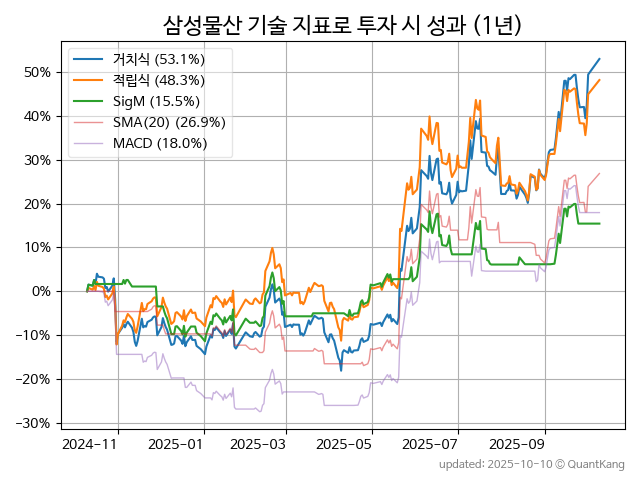 삼성물산 기술 지표로 투자 시 성과 (1년)
거치식 (53.1%)
적립식 (48.3%)
SigM (15.5%)
SMA(20) (26.9%)
MACD (18.0%)
50%
40%
30%
20%
10%
0%
-10%
-20%
-30%
2024-11 2025-01 2025-03 2025-05 2025-07 2025-09
updated: 2025-10-10 © QuantKang